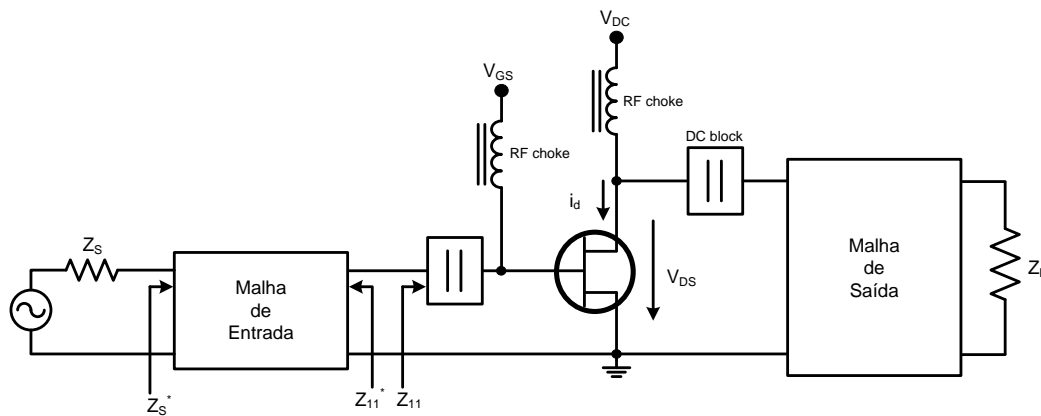 V_DC
V_GS
RF choke
RF choke
DC block
i_d
Z_S
V_DS
Malha
de
Entrada
Malha
de
Saída
Z_S*
Z_11*
Z_11